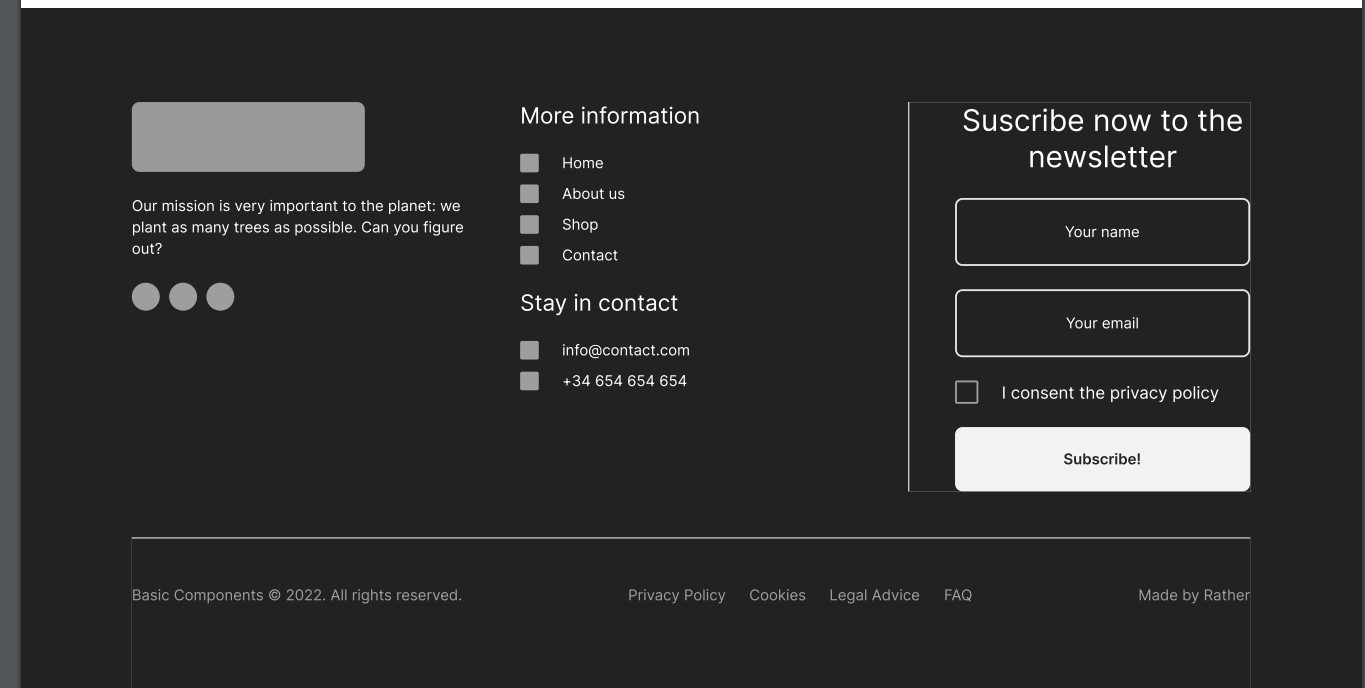 Our mission is very important to the planet: we
plant as many trees as possible. Can you figure
out?
More information
Home
About us
Shop
Contact
Stay in contact
info@contact.com
+34 654 654 654
Suscribe now to the
newsletter
Your name
Your email
I consent the privacy policy
Subscribe!
Basic Components © 2022. All rights reserved.
Privacy Policy
Cookies
Legal Advice
FAQ
Made by Rather